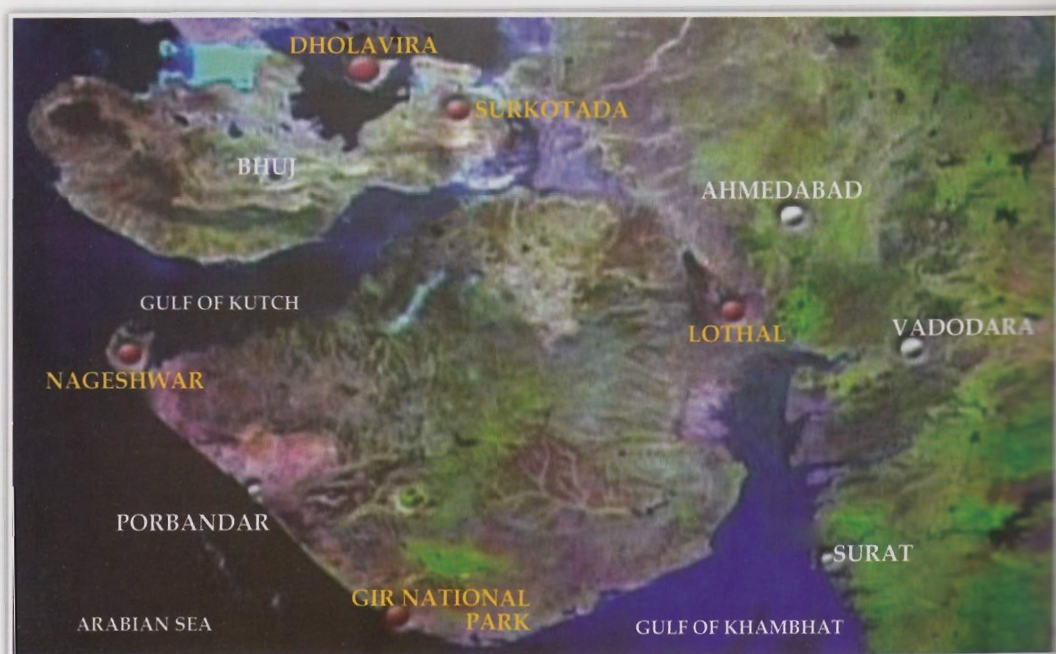 DHOLAVIRA
SURKOTADA
BHUJ
AHMEDABAD
GULF OF KUTCH
LOTHAL
VADODARA
NAGESHWAR
PORBANDAR
SURAT
GIR NATIONAL
PARK
ARABIAN SEA
GULF OF KHAMBHAT